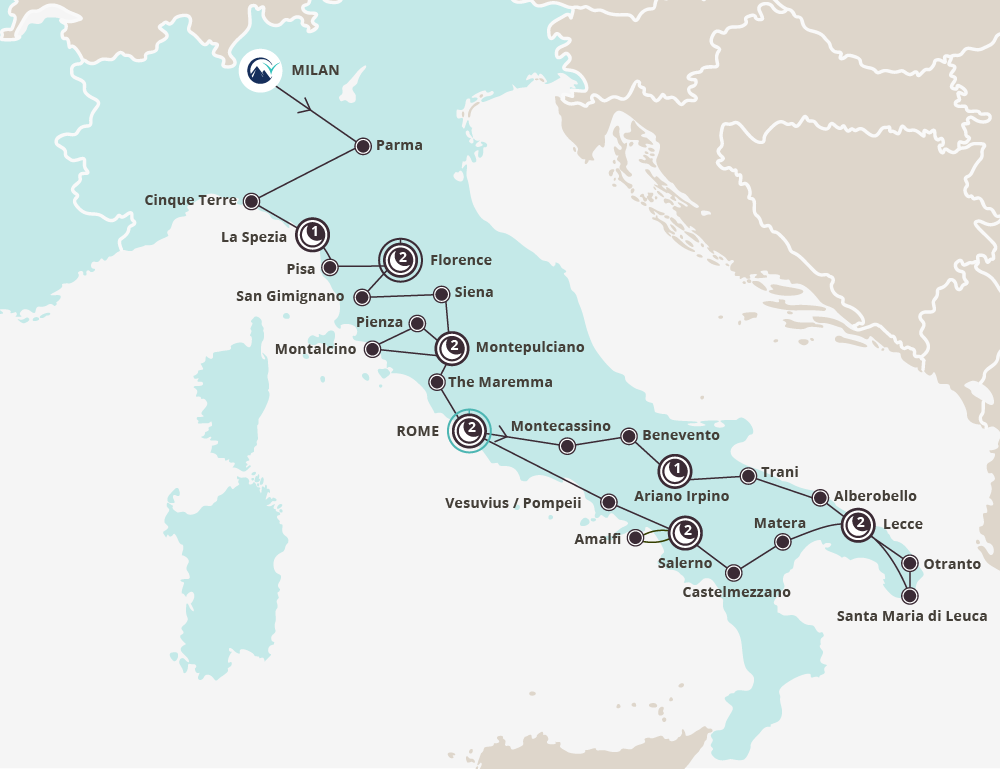 MILAN
Parma
Cinque Terre
La Spezia
1
Pisa
2
Florence
San Gimignano
Siena
Pienza
Montalcino
2
Montepulciano
The Maremma
ROME
2
Montecassino
Benevento
1
Ariano Irpino
Trani
Alberobello
Vesuvius / Pompeii
2
Lecce
Amalfi
2
Matera
Salerno
Otranto
Castelmezzano
Santa Maria di Leuca